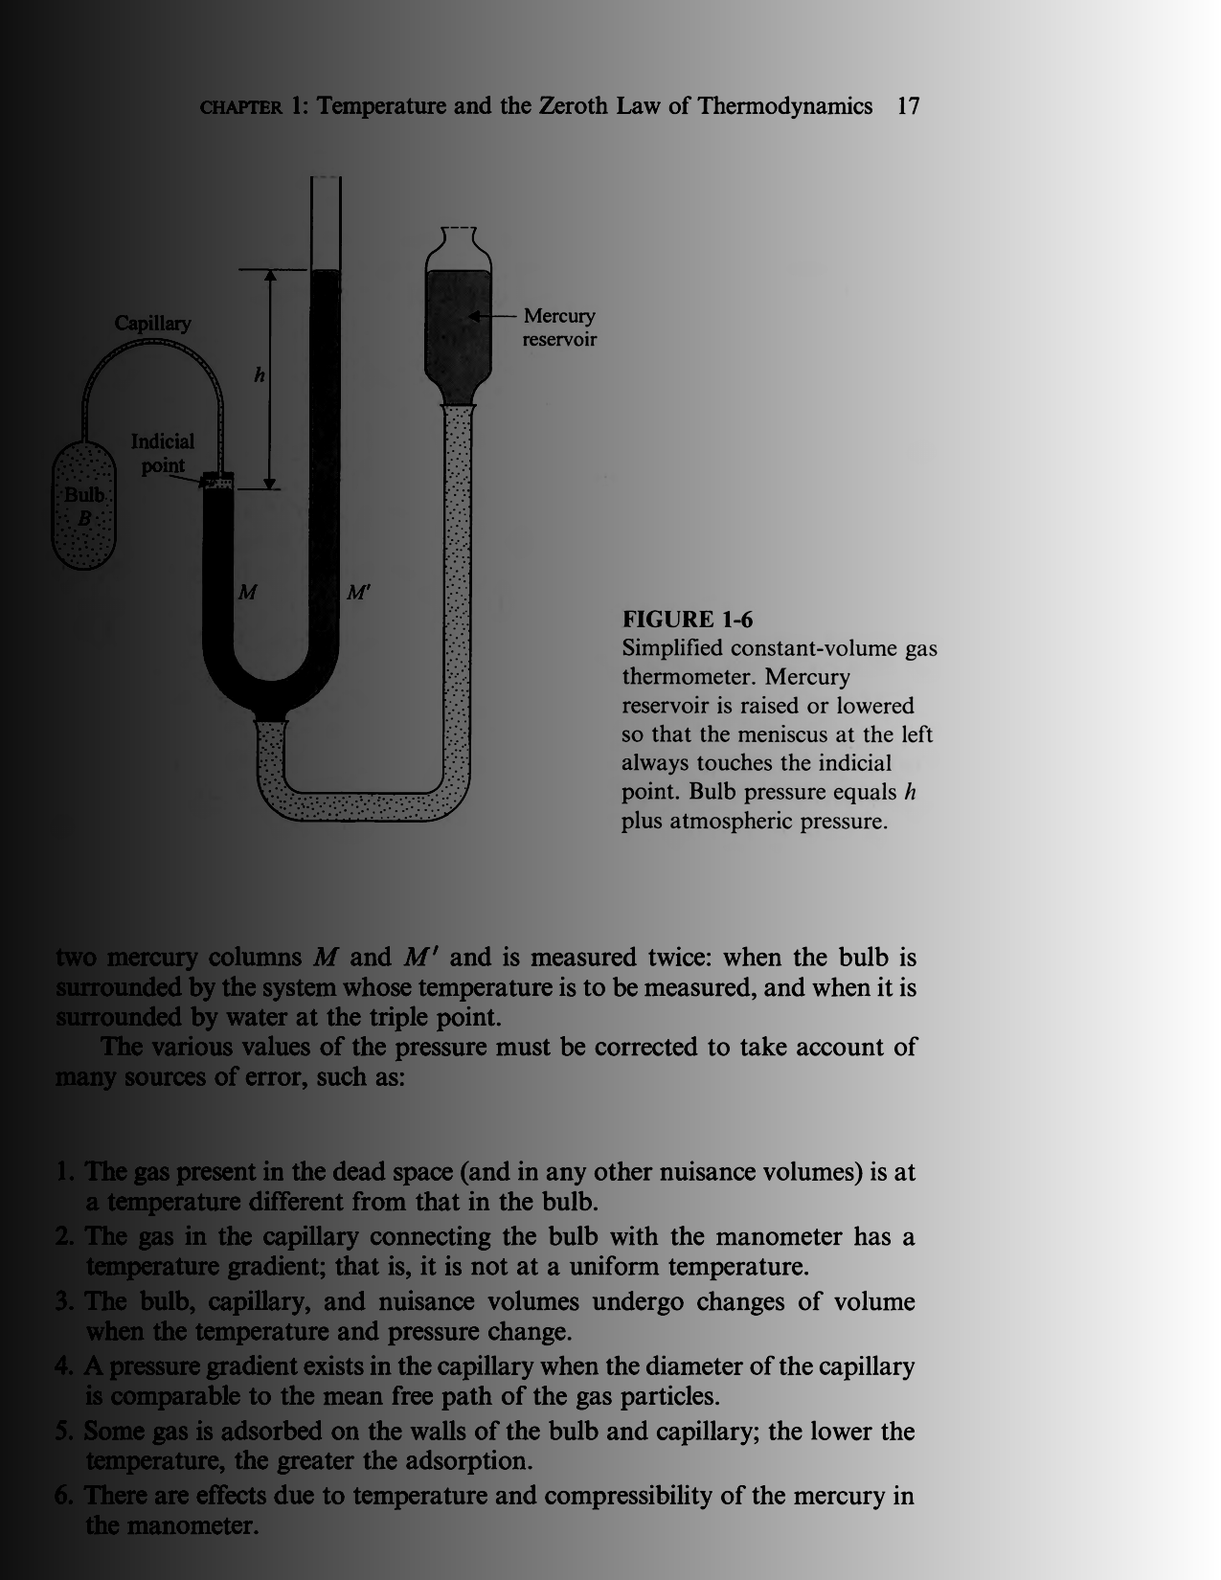 CHAPTER 1: Temperature and the Zeroth Law of Thermodynamics 17
Capillary
Mercury
reservoir
h
Indicial
point
Bulb
B
M
M'
FIGURE 1-6
Simplified constant-volume gas
thermometer. Mercury
reservoir is raised or lowered
so that the meniscus at the left
always touches the indicial
point. Bulb pressure equals h
plus atmospheric pressure.
two mercury columns M and M' and is measured twice: when the bulb is
surrounded by the system whose temperature is to be measured, and when it is
surrounded by water at the triple point.
The various values of the pressure must be corrected to take account of
many sources of error, such as:
1. The gas present in the dead space (and in any other nuisance volumes) is at
a temperature different from that in the bulb.
2. The gas in the capillary connecting the bulb with the manometer has a
temperature gradient; that is, it is not at a uniform temperature.
3. The bulb, capillary, and nuisance volumes undergo changes of volume
when the temperature and pressure change.
4. A pressure gradient exists in the capillary when the diameter of the capillary
is comparable to the mean free path of the gas particles.
5. Some gas is adsorbed on the walls of the bulb and capillary; the lower the
temperature, the greater the adsorption.
6. There are effects due to temperature and compressibility of the mercury in
the manometer.